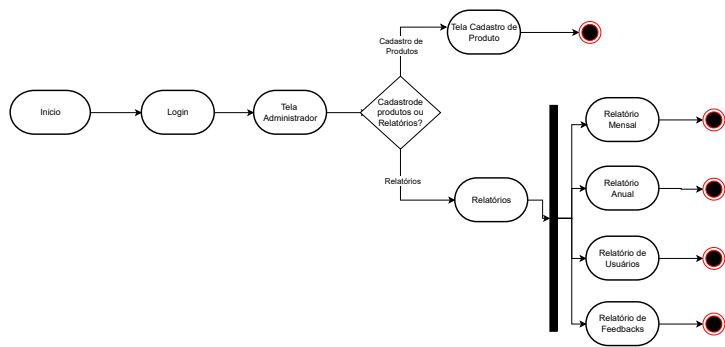 Inicio
Login
Tela
Administrador
Cadastrode
produtos ou
Relatórios?
Cadastro de
Produtos
Tela Cadastro de
Produto
Relatórios
Relatórios
Relatório
Mensal
Relatório
Anual
Relatório de
Usuários
Relatório de
Feedbacks